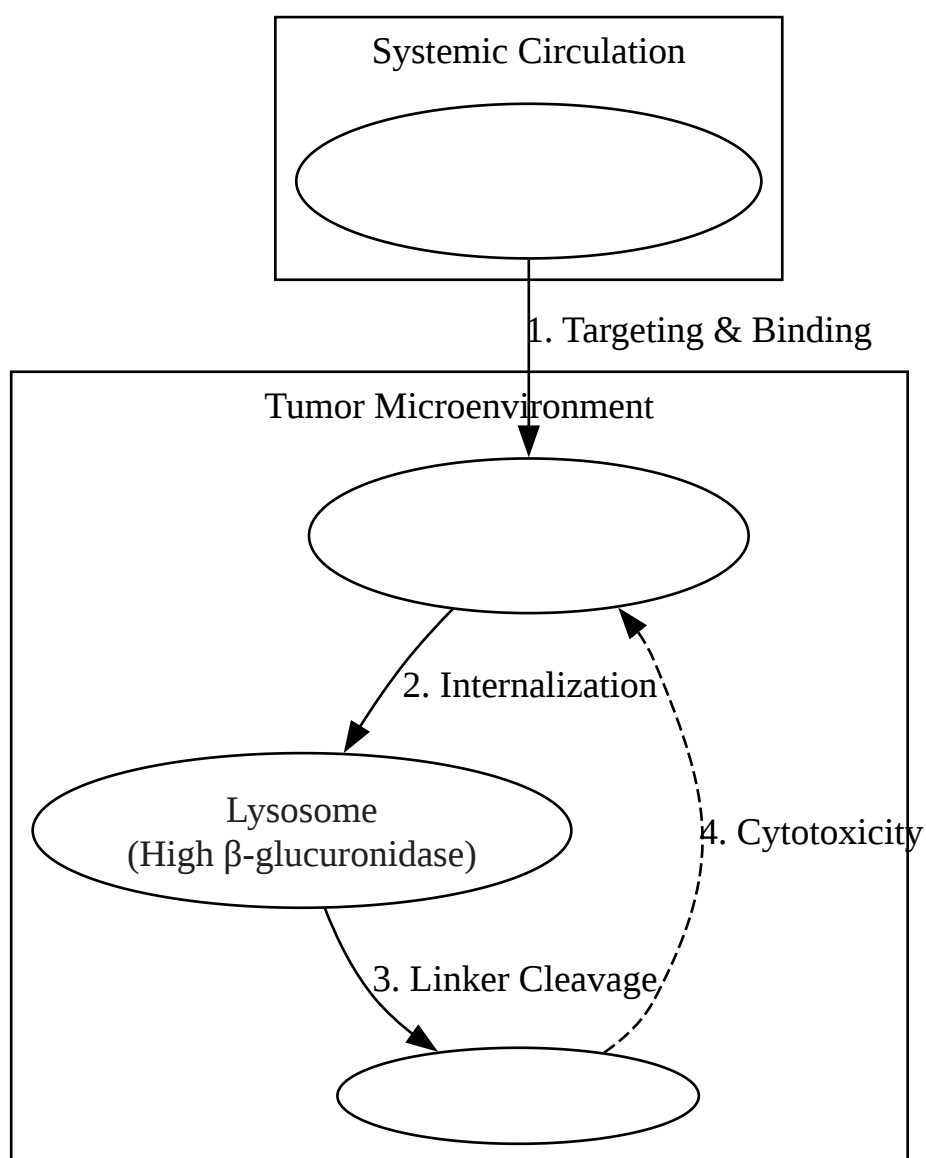 Systemic Circulation
1. Targeting & Binding
Tumor Microenvironment
2. Internalization
Lysosome
(High β-glucuronidase)
4. Cytotoxicity
3. Linker Cleavage